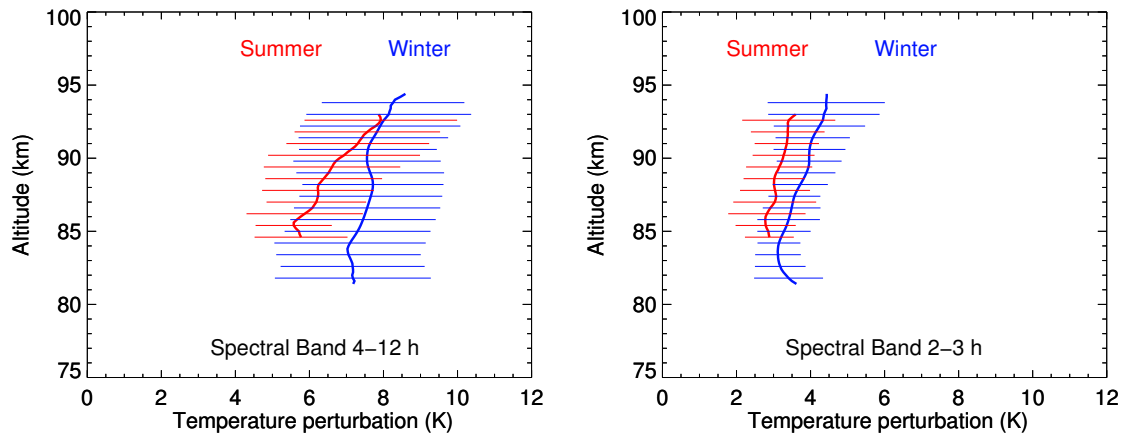 100
95
90
85
80
75
Altitude (km)
Summer
Winter
Spectral Band 4−12 h
0 2 4 6 8 10 12
Temperature perturbation (K)
100
95
90
85
80
75
Altitude (km)
Summer
Winter
Spectral Band 2−3 h
0 2 4 6 8 10 12
Temperature perturbation (K)